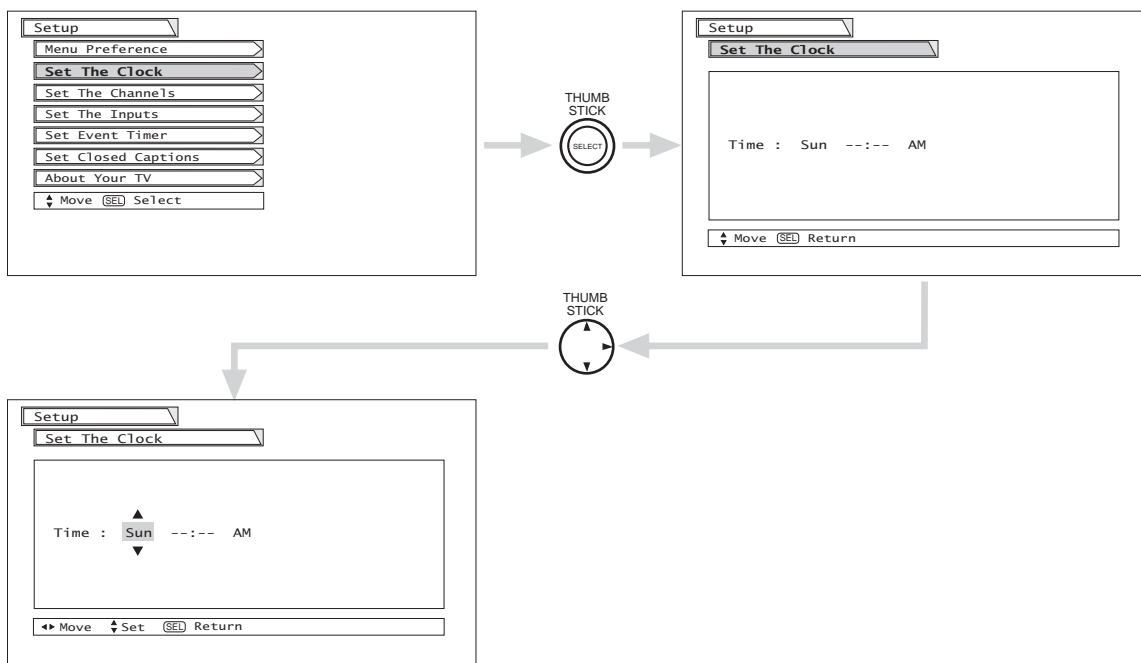 Setup
Menu Preference
Set The Clock
Set The Channels
Set The Inputs
Set Event Timer
Set Closed Captions
About Your TV
Move SEL Select
THUMB
STICK
SELECT
Setup
Set The Clock
Time : Sun --:-- AM
Move SEL Return
THUMB
STICK
Setup
Set The Clock
Time : Sun --:-- AM
Move Set SEL Return